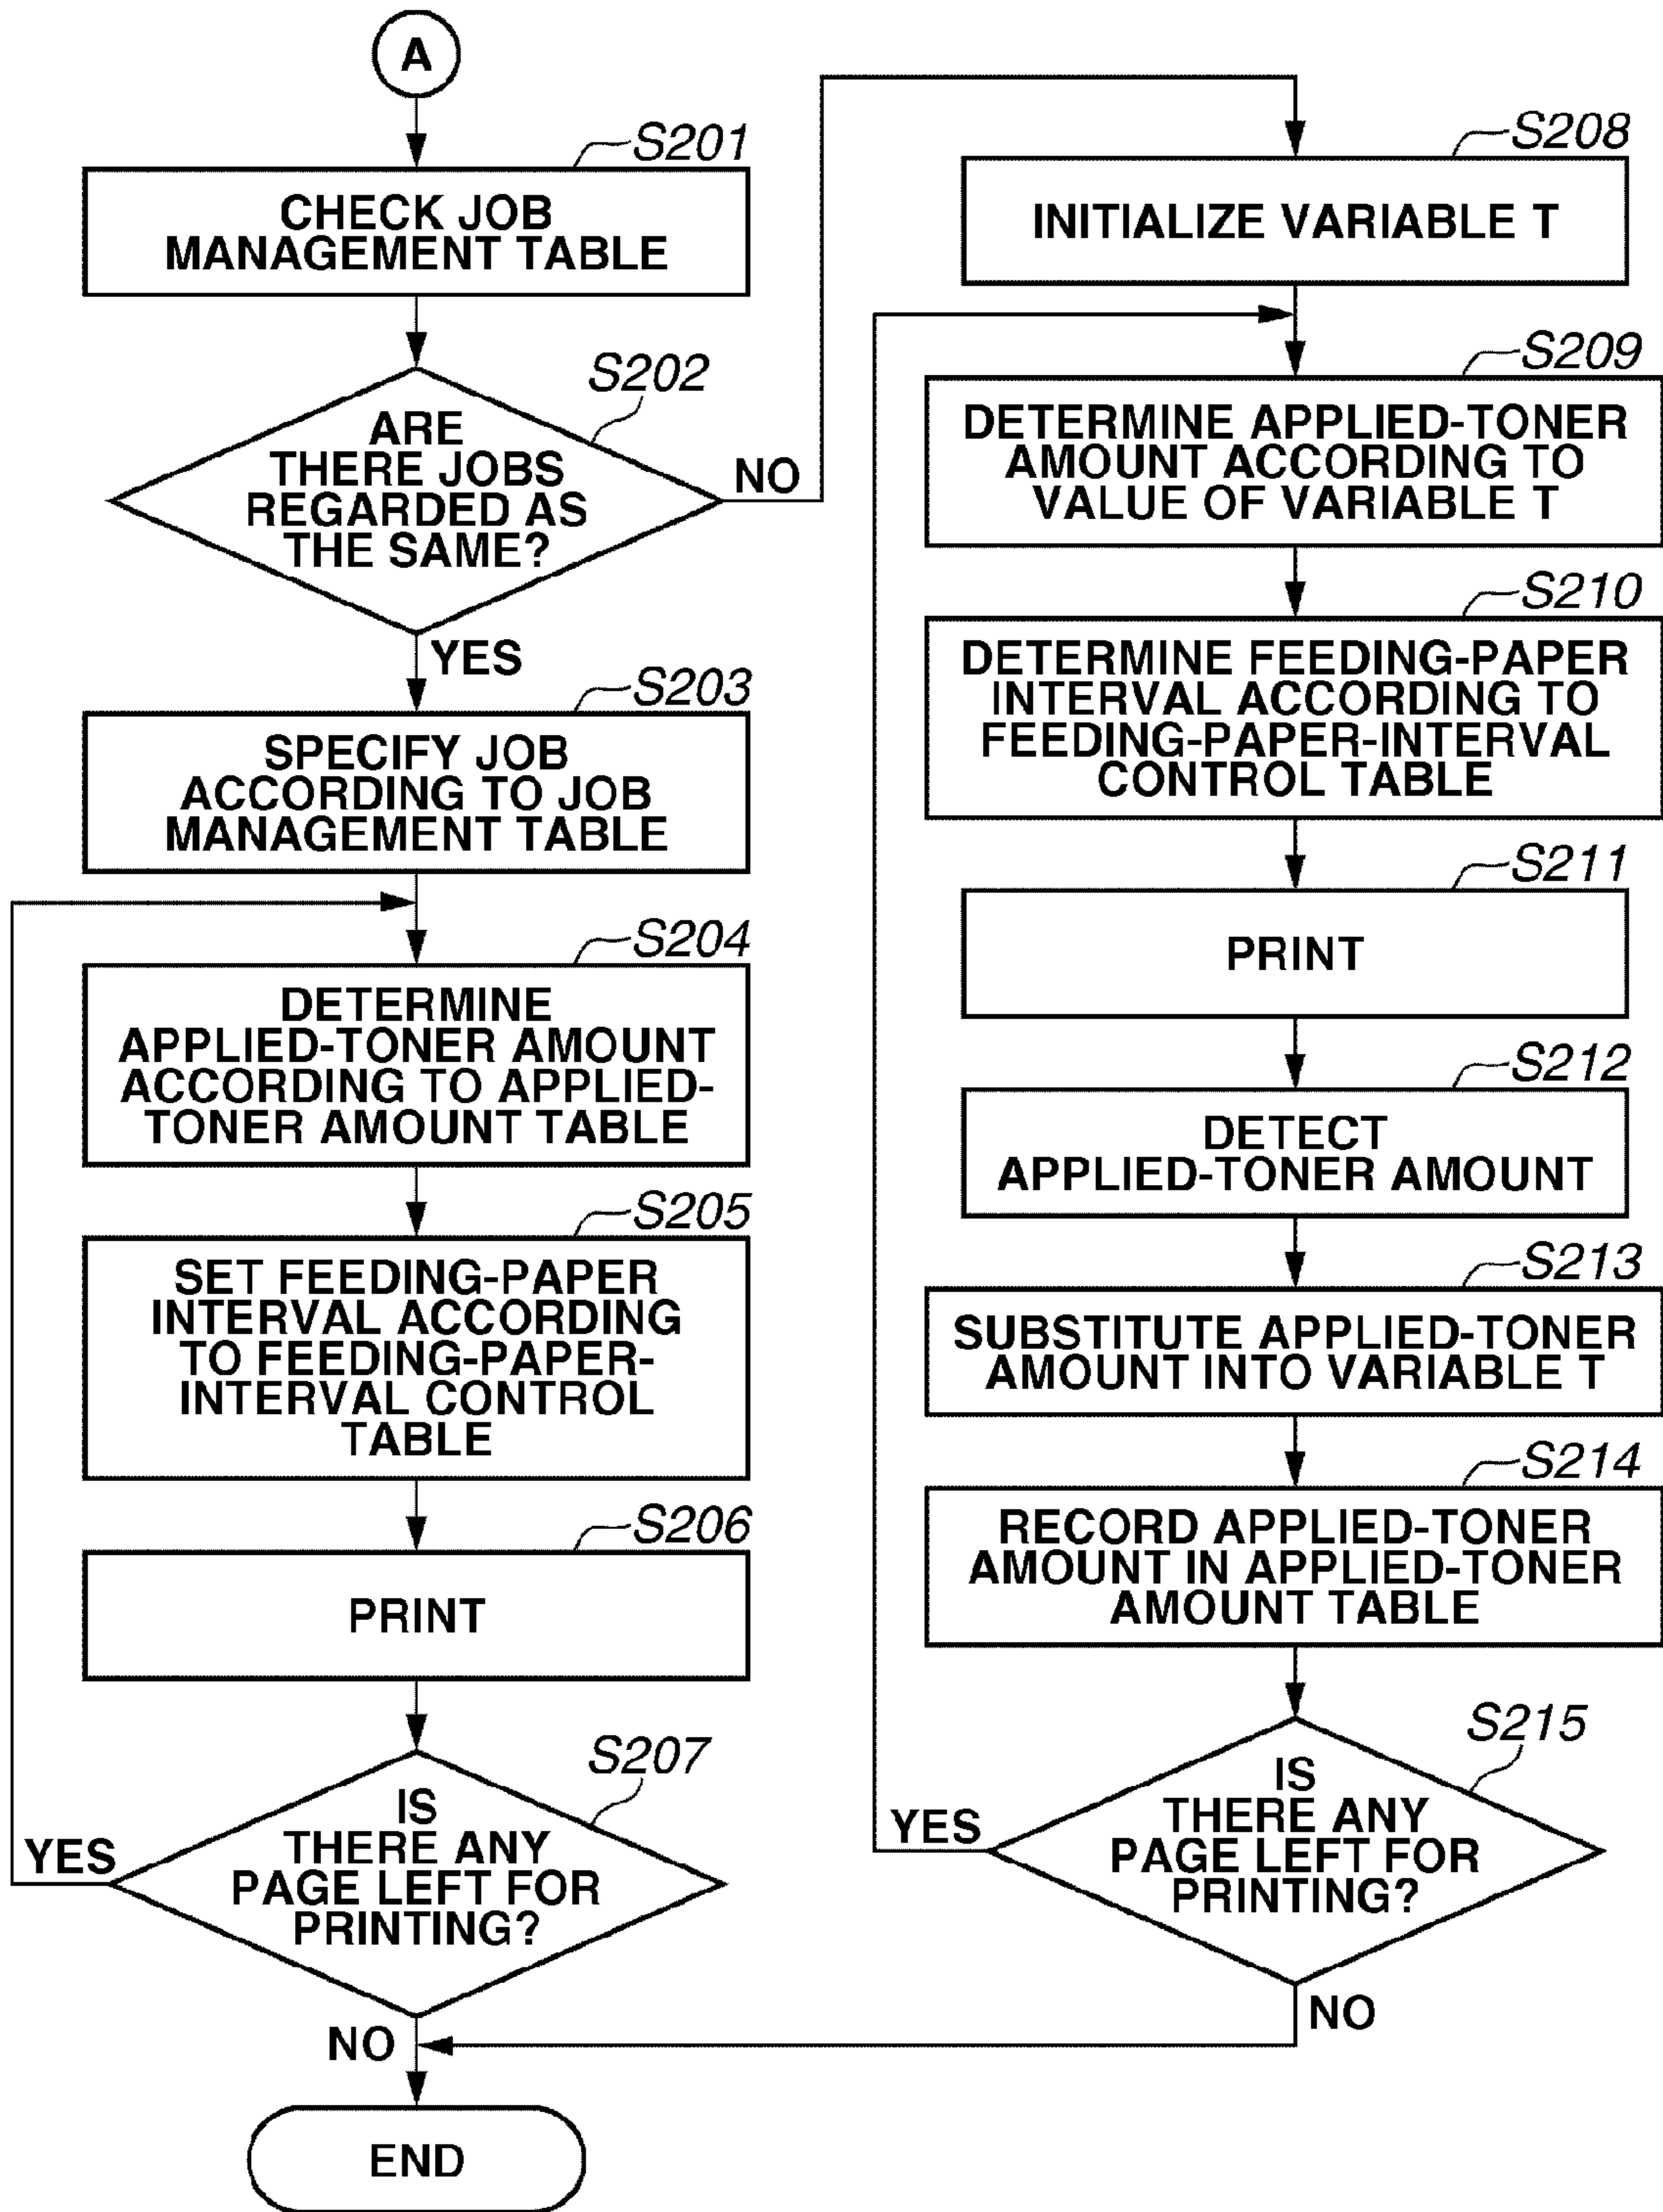 A
S201
CHECK JOB
MANAGEMENT TABLE
S202
ARE
THERE JOBS
REGARDED AS
THE SAME?
NO
YES
S203
SPECIFY JOB
ACCORDING TO JOB
MANAGEMENT TABLE
S204
DETERMINE
APPLIED-TONER AMOUNT
ACCORDING TO APPLIED-
TONER AMOUNT TABLE
S205
SET FEEDING-PAPER
INTERVAL ACCORDING
TO FEEDING-PAPER-
INTERVAL CONTROL
TABLE
S206
PRINT
S207
IS
THERE ANY
PAGE LEFT FOR
PRINTING?
YES
NO
END
S208
INITIALIZE VARIABLE T
S209
DETERMINE APPLIED-TONER
AMOUNT ACCORDING TO
VALUE OF VARIABLE T
S210
DETERMINE FEEDING-PAPER
INTERVAL ACCORDING TO
FEEDING-PAPER-INTERVAL
CONTROL TABLE
S211
PRINT
S212
DETECT
APPLIED-TONER AMOUNT
S213
SUBSTITUTE APPLIED-TONER
AMOUNT INTO VARIABLE T
S214
RECORD APPLIED-TONER
AMOUNT IN APPLIED-TONER
AMOUNT TABLE
S215
IS
THERE ANY
PAGE LEFT FOR
PRINTING?
YES
NO